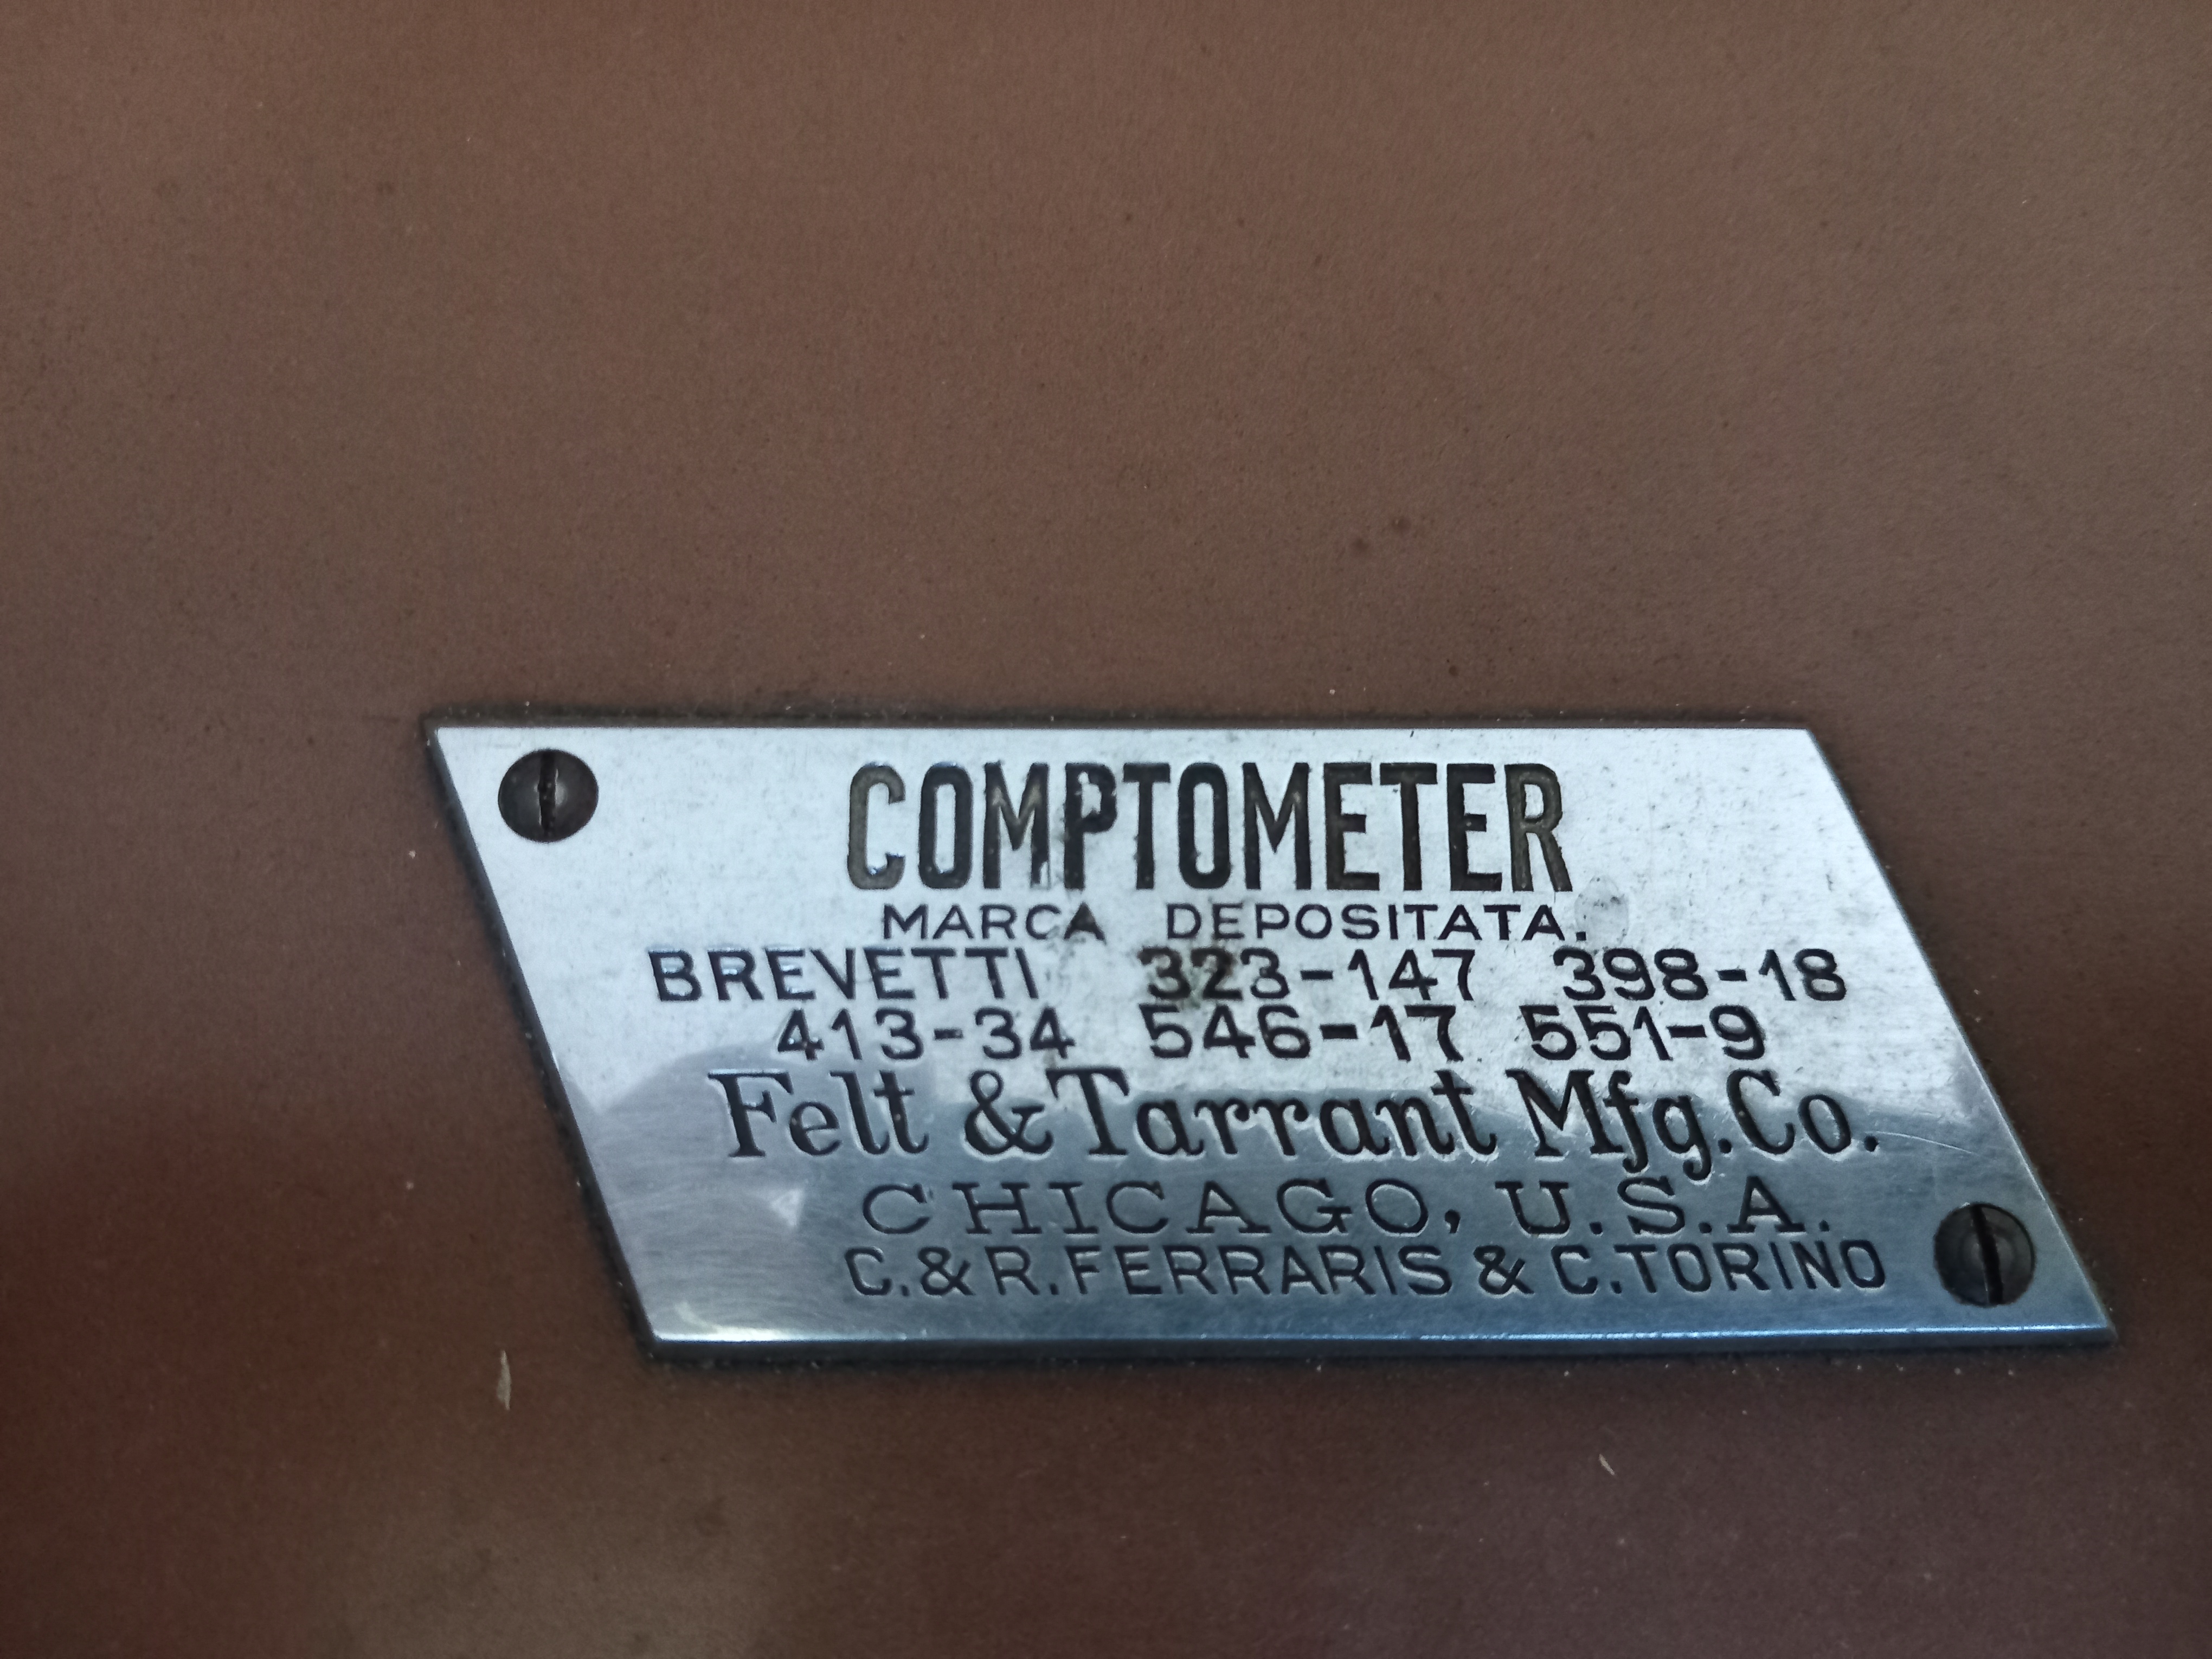 COMPTOMETER
MARCA DEPOSITATA.
BREVETTI 323-147 398-18
413-34 546-17 551-9
Felt & Tarrant Mfg. Co.
CHICAGO, U.S.A.
C. & R. FERRARIS & C. TORINO